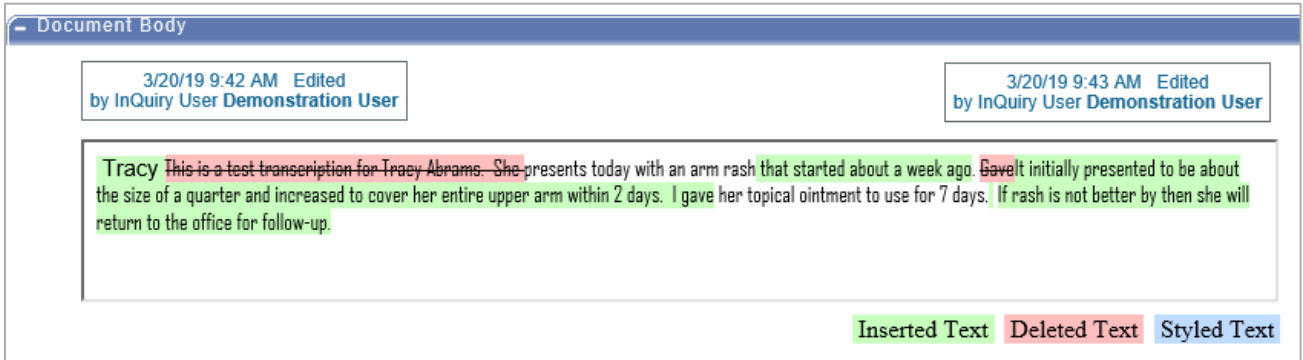 Document Body
3/20/19 9:42 AM Edited
by InQuiry User Demonstration User
3/20/19 9:43 AM Edited
by InQuiry User Demonstration User
Tracy This is a test transcription for Tracy Abrams. She presents today with an arm rash that started about a week ago. GaveIt initially presented to be about
the size of a quarter and increased to cover her entire upper arm within 2 days. I gave her topical ointment to use for 7 days. If rash is not better by then she will
return to the office for follow-up.
Inserted Text Deleted Text Styled Text